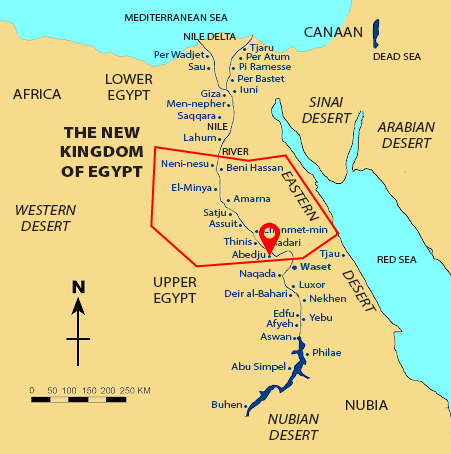 MEDITERRANEAN SEA
CANAAN
NILE DELTA
Tjaru
Per Wadjet
Per Atum
DEAD SEA
Sau
Pi Ramesse
LOWER
EGYPT
Per Bastet
AFRICA
Giza
Iuni
Men-nepher
SINAI
DESERT
Saqqara
ARABIAN
DESERT
NILE
THE NEW
KINGDOM
OF EGYPT
Lahum
RIVER
Neni-nesu
Beni Hassan
EASTERN
El-Minya
Amarna
WESTERN
DESERT
Satju
Assuit
Thinis
Abedju
Tjau
RED SEA
Waset
Naqada
DESERT
UPPER
EGYPT
Luxor
Deir al-Bahari
Nekhen
N
Edfu
Yebu
Afyeh
Aswan
Philae
Abu Simpel
0 50 100 150 200 250 KM
Buhen
NUBIA
NUBIAN
DESERT